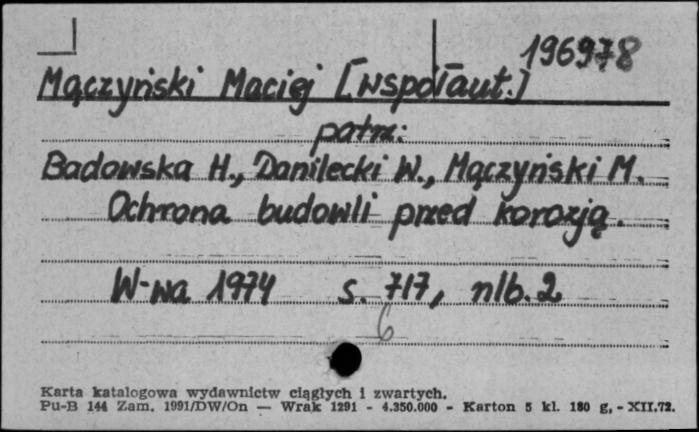 196978
Mączyński Maciej [współaut.]
patrz:
Badowska H., Danilecki W., Mączyński M.
Ochrona budowli przed korozją.
W-wa 1974 s. 717, nlb. 2
6
Karta katalogowa wydawnictw ciągłych i zwartych.
Pu-B 144 Zam. 1991/DW/On — Wrak 1291 - 4.350.000 - Karton 5 kl. 180 g, - XII.72.